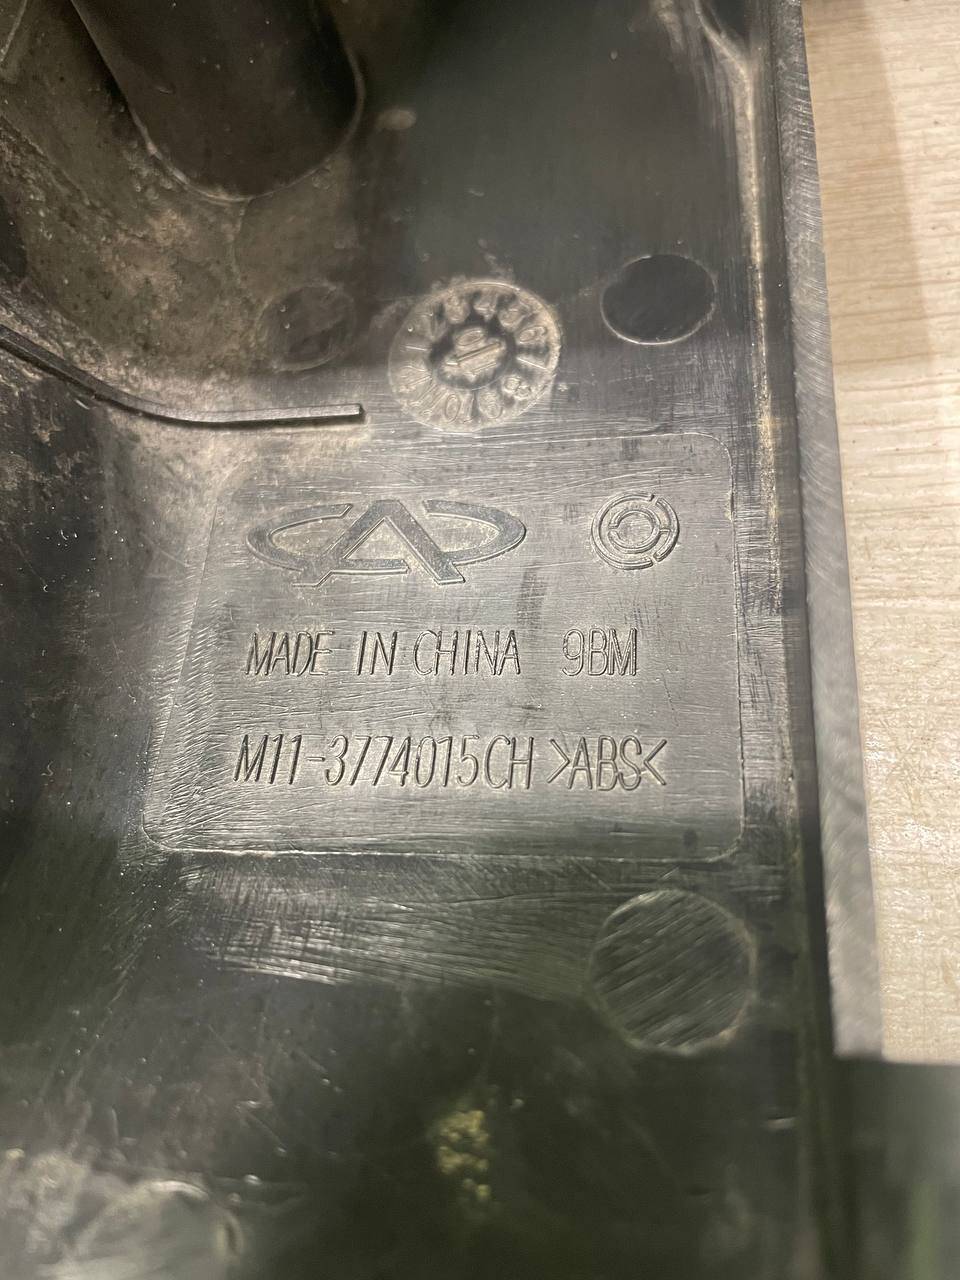 MADE IN CHINA 9BM
M11-3774015CH >ABS<